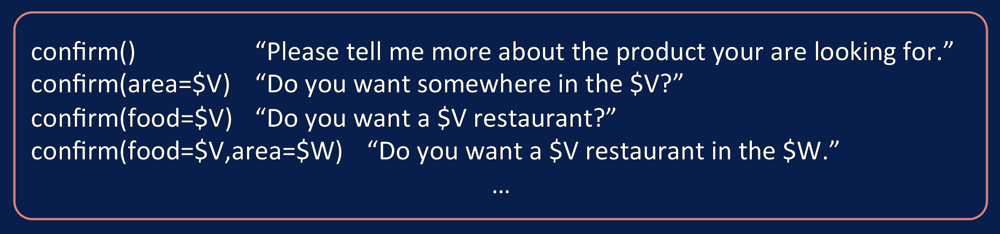 confirm() “Please tell me more about the product your are looking for.”
confirm(area=$V) “Do you want somewhere in the $V?”
confirm(food=$V) “Do you want a $V restaurant?”
confirm(food=$V,area=$W) “Do you want a $V restaurant in the $W.”
...